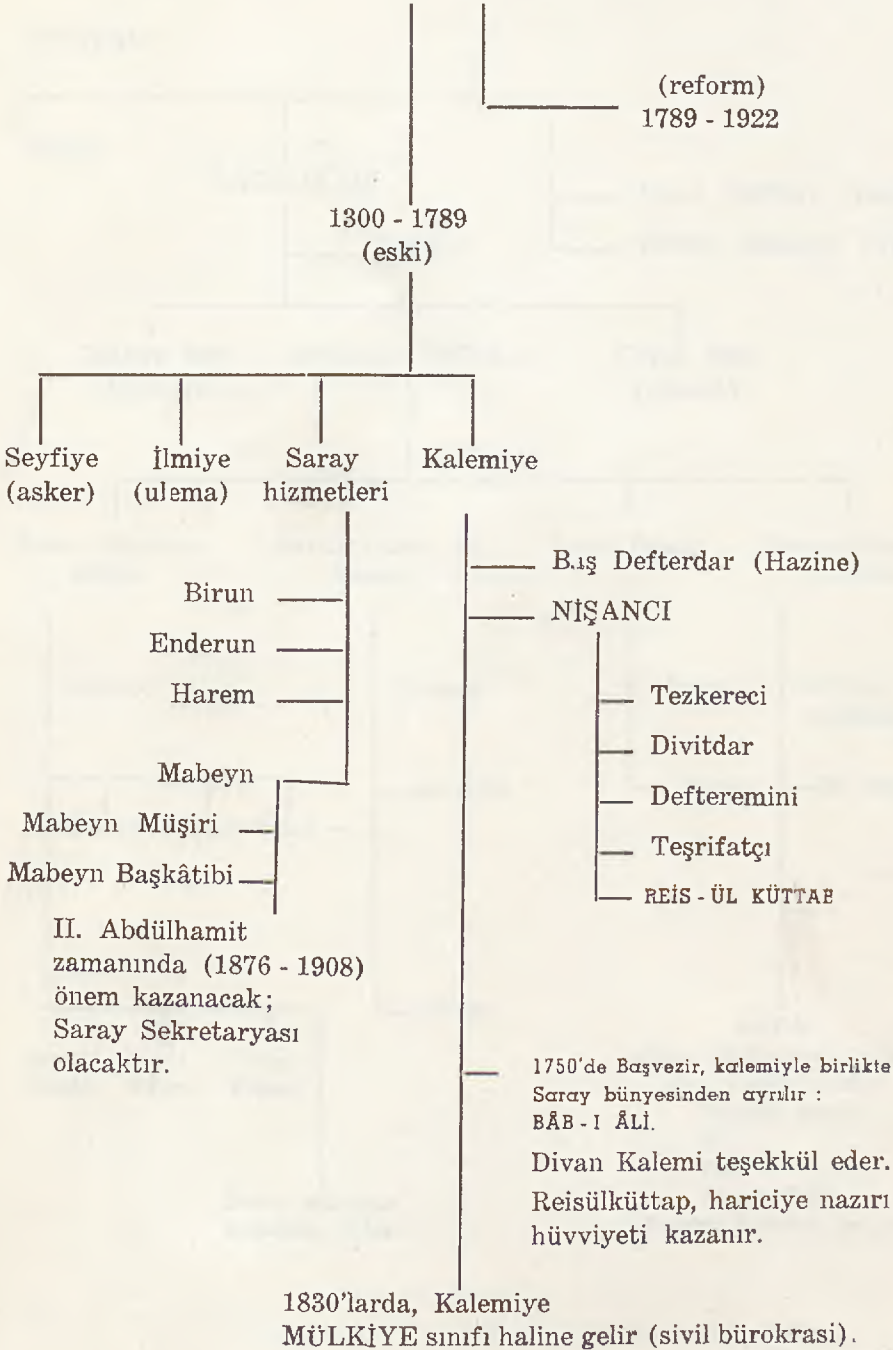 (reform)
1789 - 1922
1300 - 1789
(eski)
Seyfiye
(asker)
İlmiye
(ulema)
Saray
hizmetleri
Kalemiye
Birun
Enderun
Harem
Mabeyn
Mabeyn Müşiri
Mabeyn Başkâtibi
II. Abdülhamit
zamanında (1876 - 1908)
önem kazanacak;
Saray Sekretaryası
olacaktır.
Baş Defterdar (Hazine)
NİŞANCI
Tezkereci
Divitdar
Defteremini
Teşrifatçı
REİS - ÜL KÜTTAB
1750'de Başvezir, kalemiyle birlikte
Saray bünyesinden ayrılır :
BÂB - I ÂLİ.
Divan Kalemi teşekkül eder.
Reisülküttap, hariciye nazırı
hüvviyeti kazanır.
1830'larda, Kalemiye
MÜLKİYE sınıfı haline gelir (sivil bürokrasi).